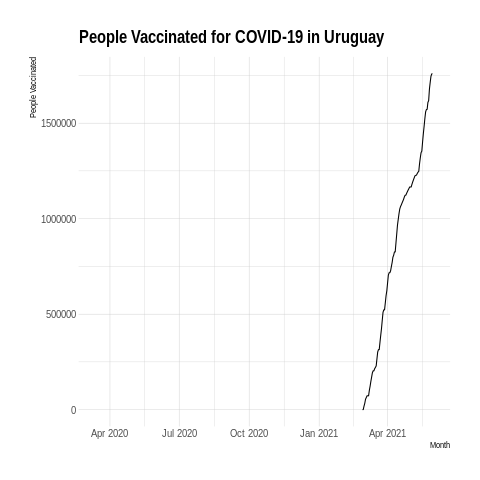 People Vaccinated for COVID-19 in Uruguay
People Vaccinated
1500000
1000000
500000
0
Apr 2020 Jul 2020 Oct 2020 Jan 2021 Apr 2021
Month